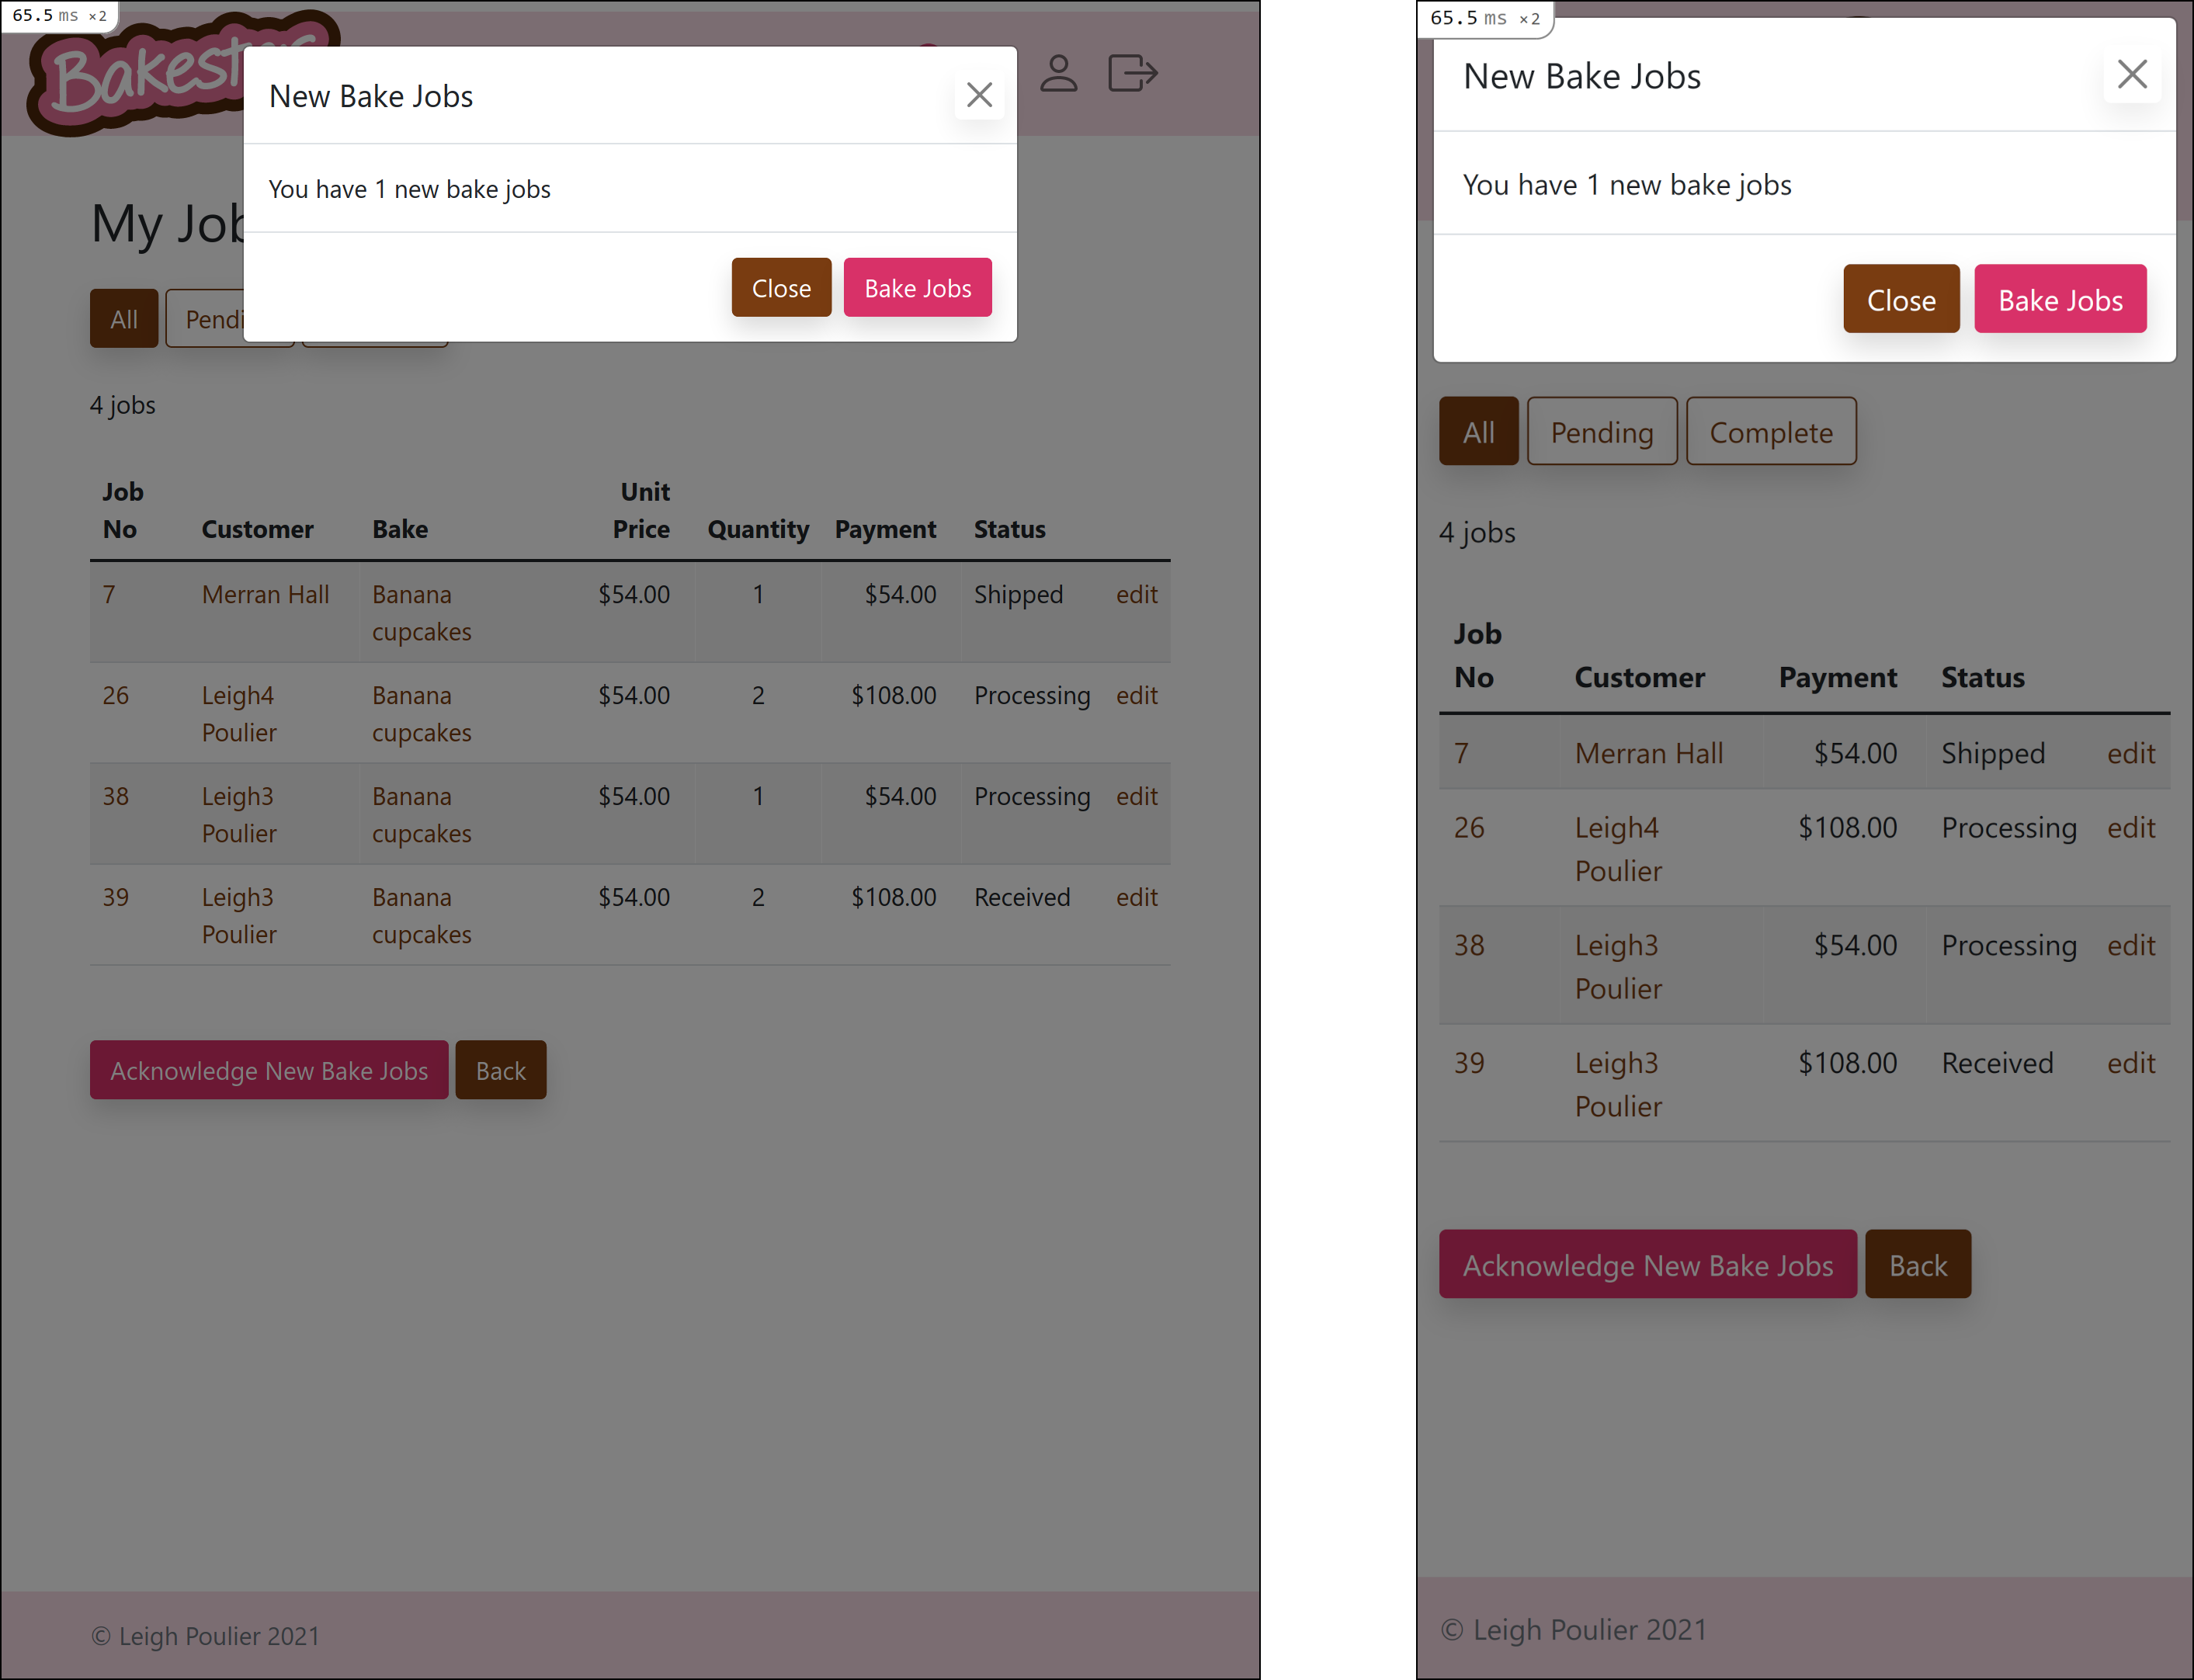 65.5 ms ×2
New Bake Jobs
You have 1 new bake jobs
Close Bake Jobs
All
4 jobs
Job No Customer Bake Unit Price Quantity Payment Status
7 Merran Hall Banana cupcakes $54.00 1 $54.00 Shipped edit
26 Leigh4 Poulier Banana cupcakes $54.00 2 $108.00 Processing edit
38 Leigh3 Poulier Banana cupcakes $54.00 1 $54.00 Processing edit
39 Leigh3 Poulier Banana cupcakes $54.00 2 $108.00 Received edit
Acknowledge New Bake Jobs Back
© Leigh Poulier 2021
65.5 ms ×2
New Bake Jobs
You have 1 new bake jobs
Close Bake Jobs
All Pending Complete
4 jobs
Job No Customer Payment Status
7 Merran Hall $54.00 Shipped edit
26 Leigh4 Poulier $108.00 Processing edit
38 Leigh3 Poulier $54.00 Processing edit
39 Leigh3 Poulier $108.00 Received edit
Acknowledge New Bake Jobs Back
© Leigh Poulier 2021